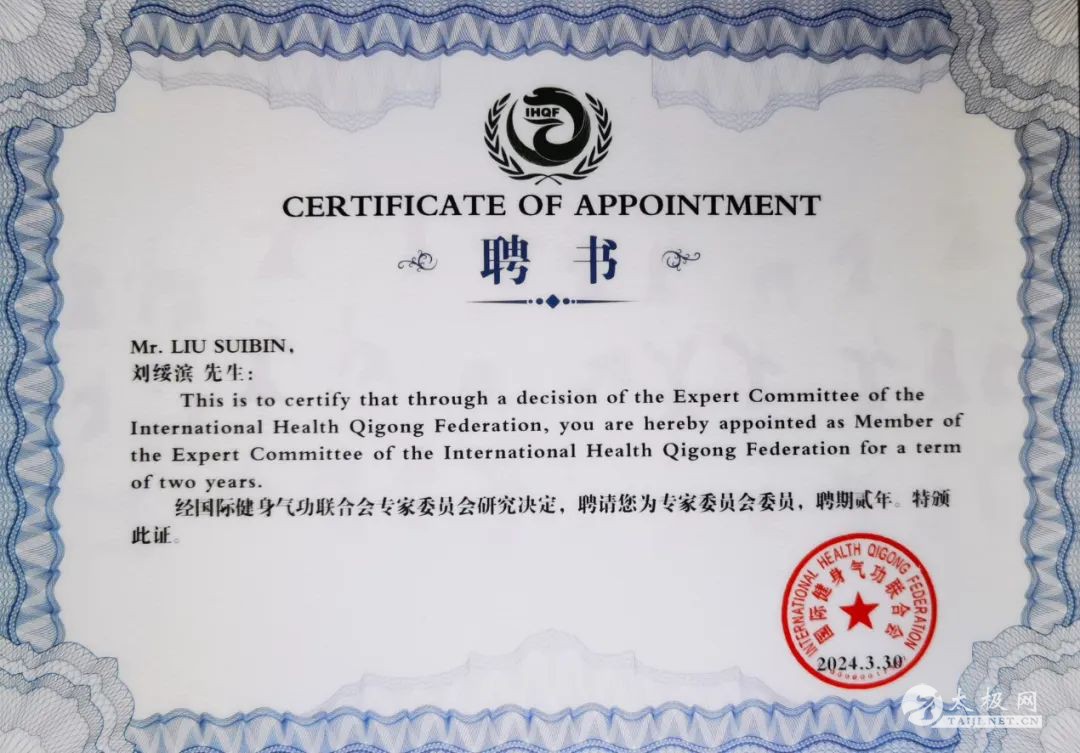 IHQF
CERTIFICATE OF APPOINTMENT
聘 书
Mr. LIU SUIBIN,
刘绥滨 先生：
This is to certify that through a decision of the Expert Committee of the
International Health Qigong Federation, you are hereby appointed as Member of
the Expert Committee of the International Health Qigong Federation for a term
of two years.
经国际健身气功联合会专家委员会研究决定，聘请您为专家委员会委员，聘期贰年。特颁
此证。
INTERNATIONAL HEALTH QIGONG FEDERATION
国际健身气功联合会
2024.3.30
太极网
TAIJI.NET.CN